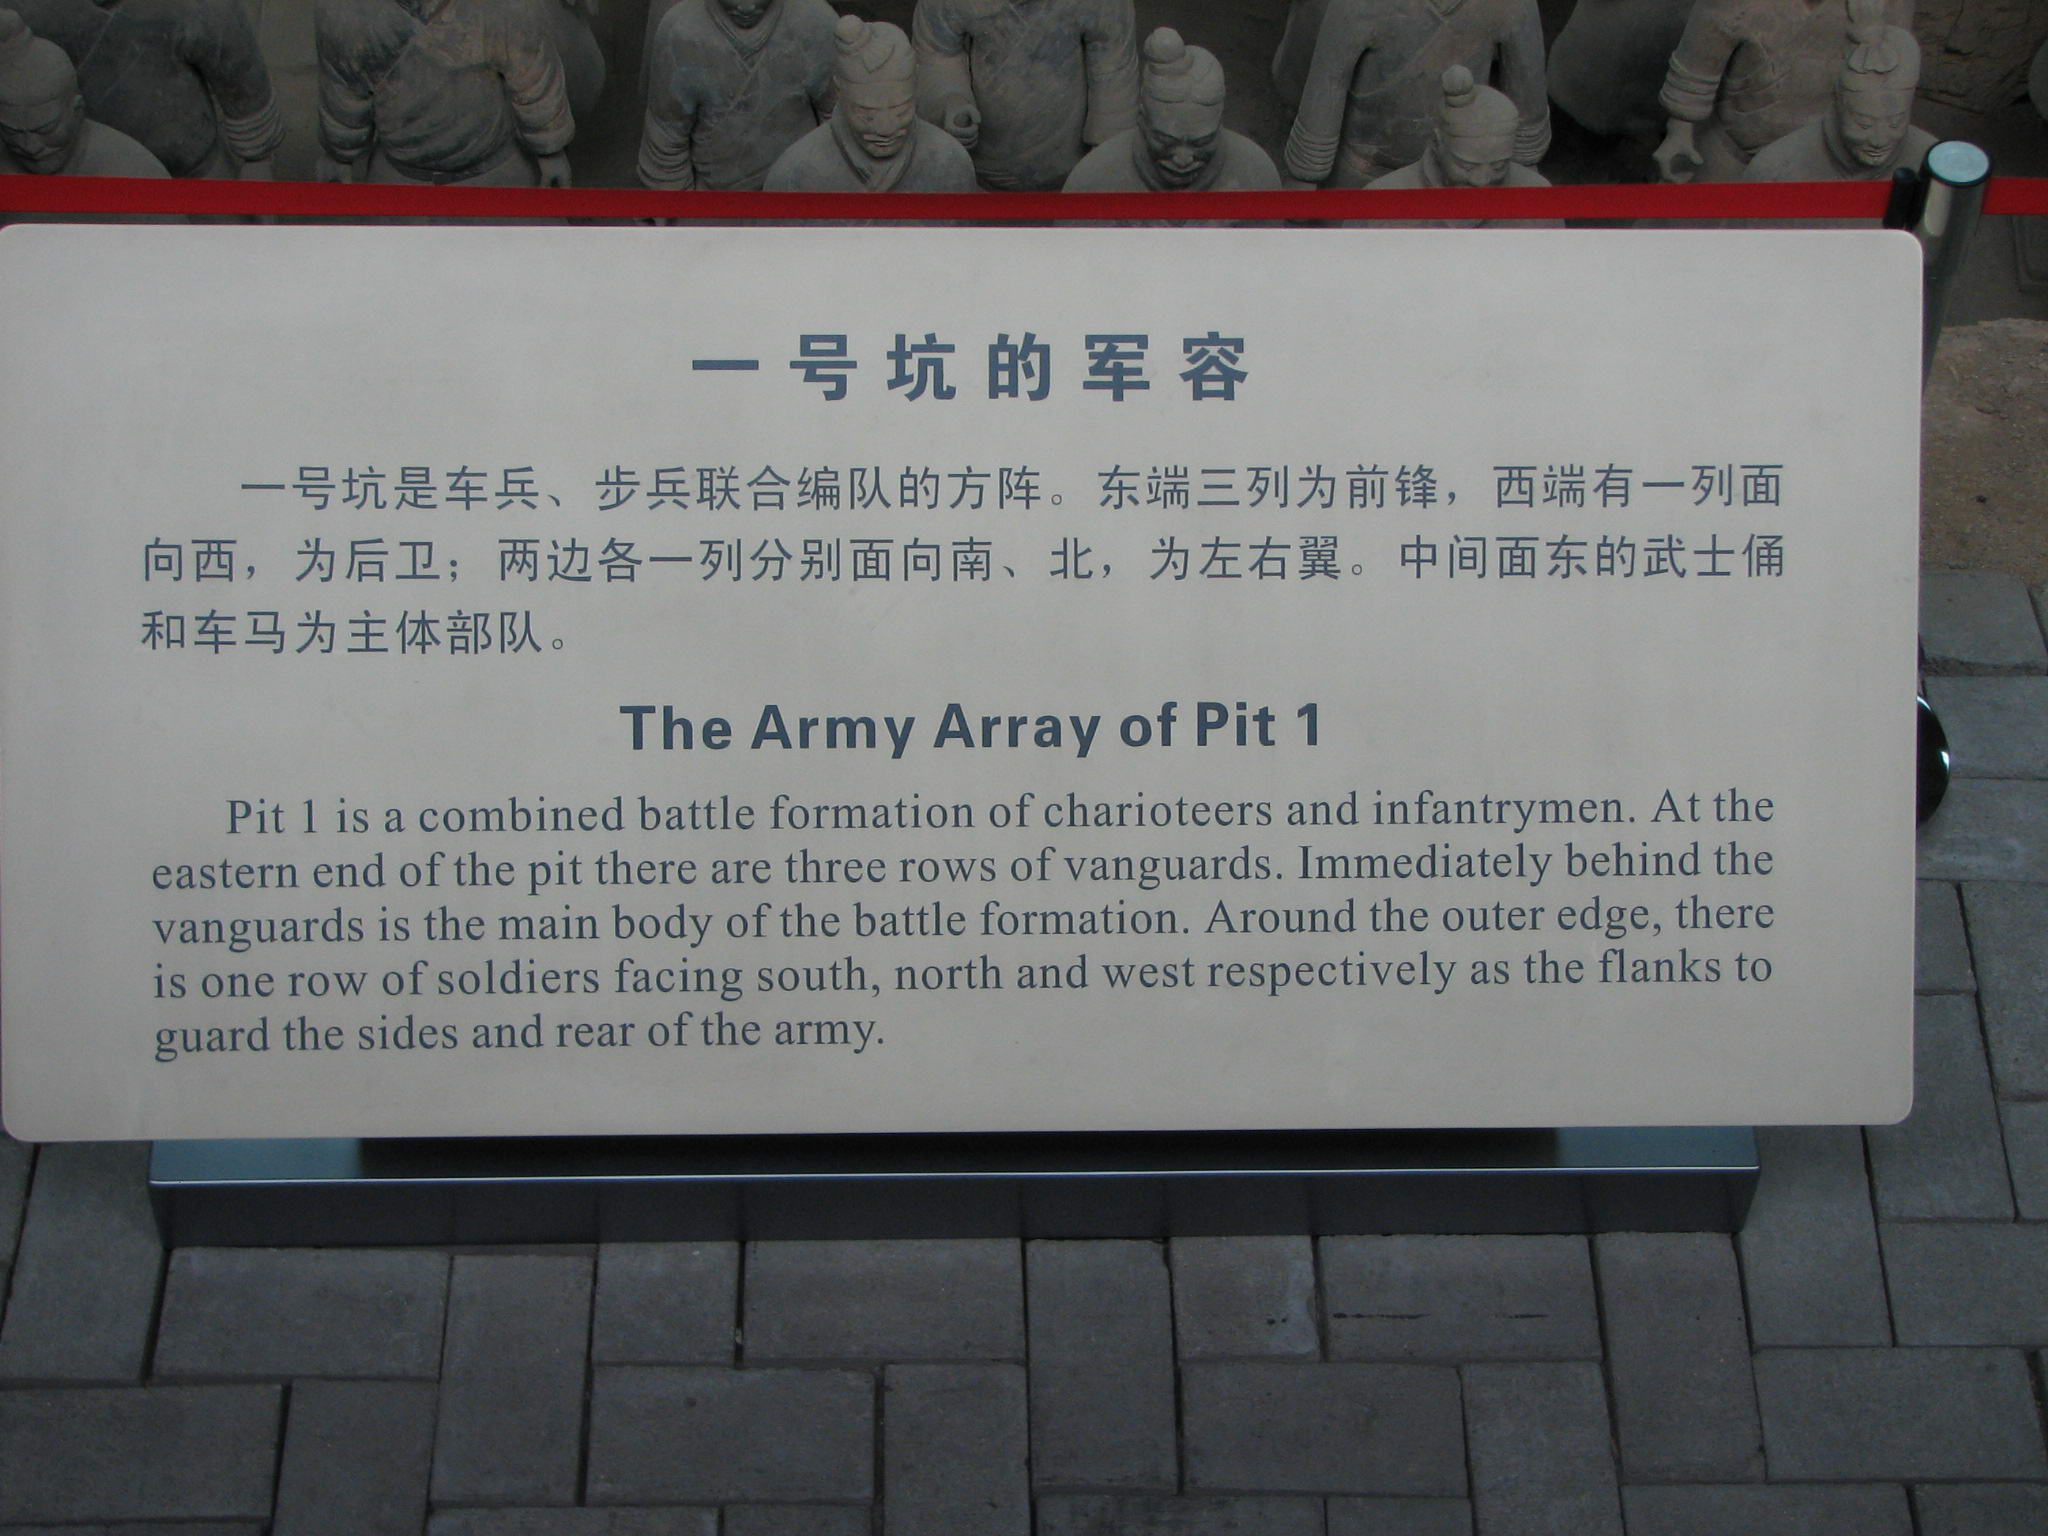 一号坑的军容
一号坑是车兵、步兵联合编队的方阵。东端三列为前锋，西端有一列面
向西，为后卫；两边各一列分别面向南、北，为左右翼。中间面东的武士俑
和车马为主体部队。
The Army Array of Pit 1
Pit 1 is a combined battle formation of charioteers and infantrymen. At the
eastern end of the pit there are three rows of vanguards. Immediately behind the
vanguards is the main body of the battle formation. Around the outer edge, there
is one row of soldiers facing south, north and west respectively as the flanks to
guard the sides and rear of the army.